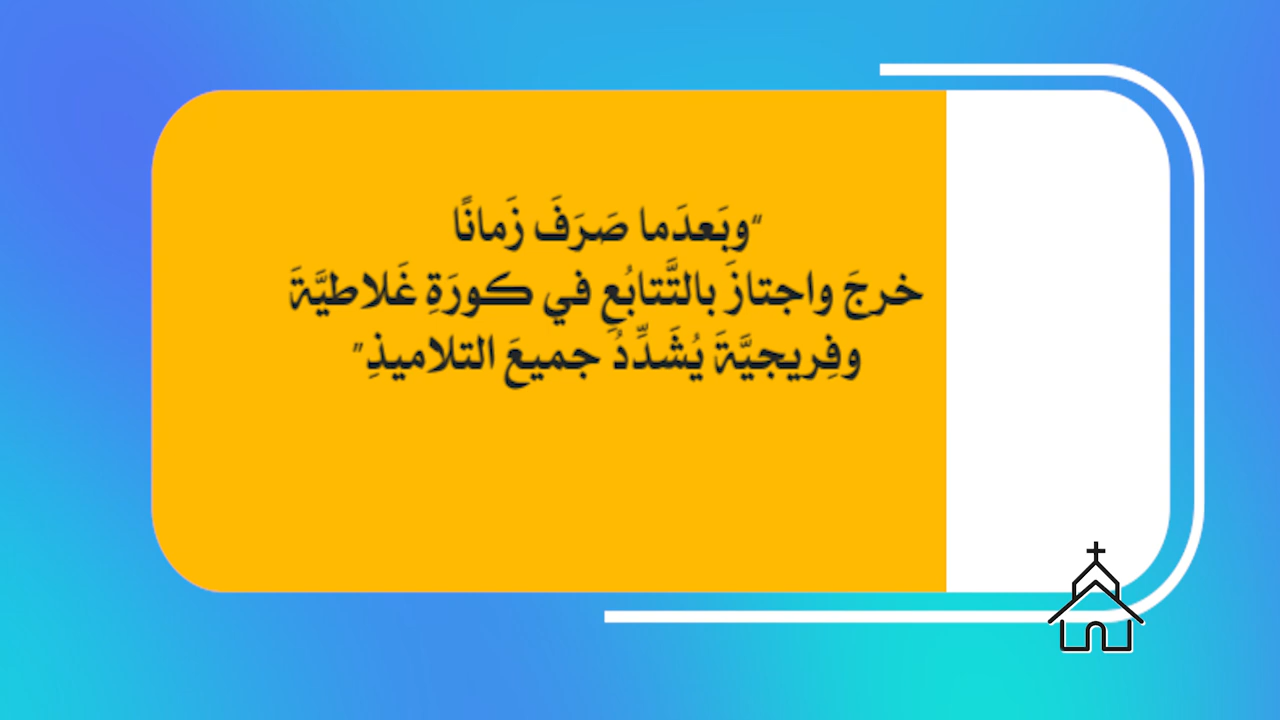 “وبَعدَما صَرَفَ زَمانًا
خرجَ واجتازَ بالتَّتابُعِ في كورَةِ غَلاطيَّةَ
وفِريجيَّةَ يُشَدِّدُ جميعَ التلاميذِ”